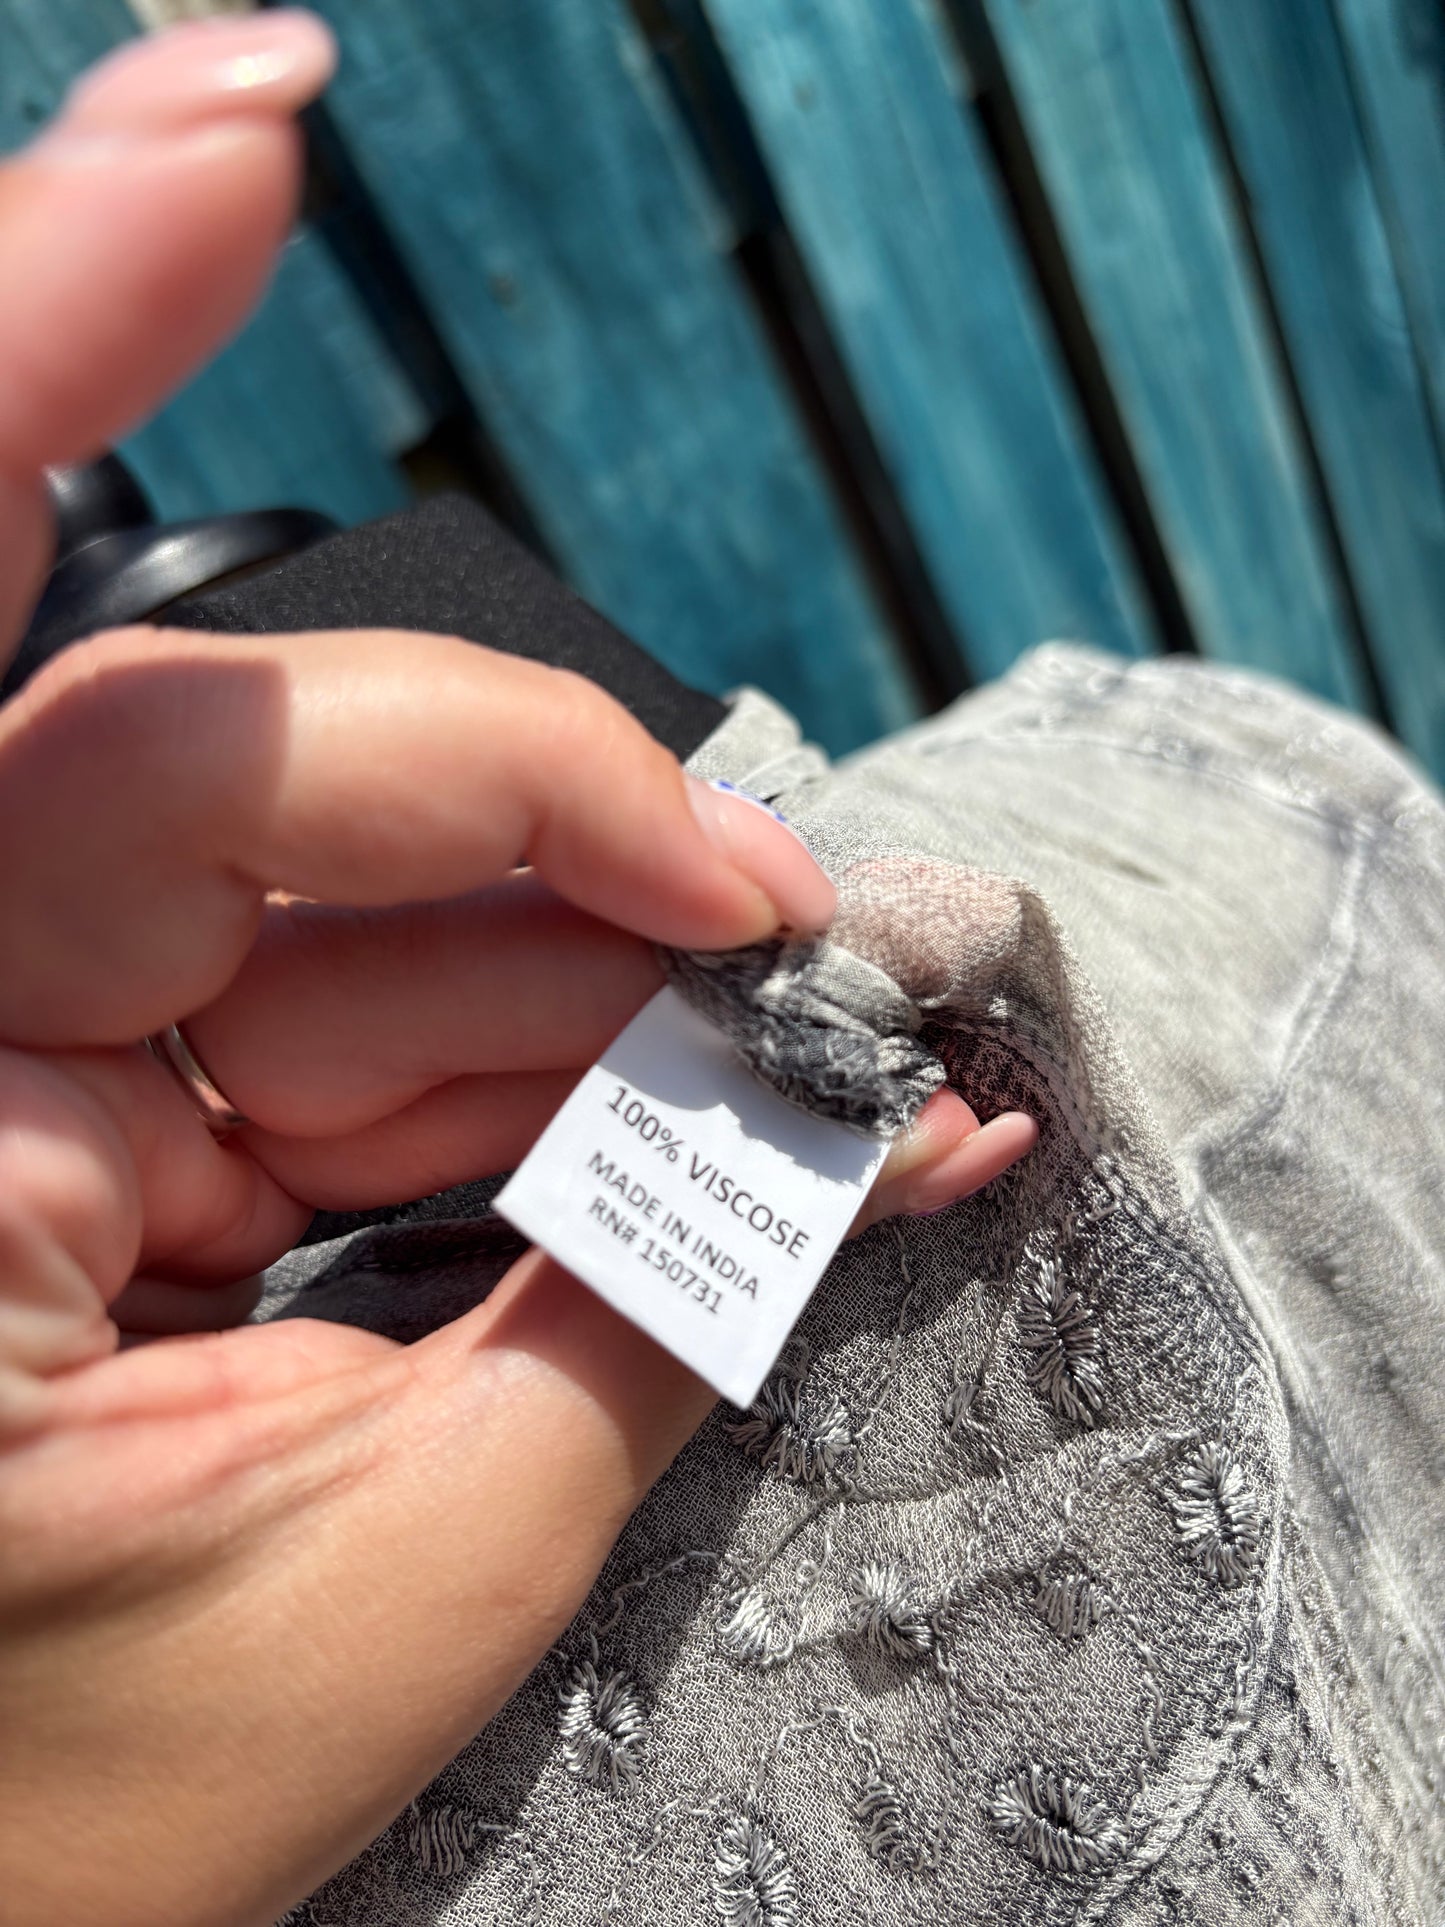 100% VISCOSE
MADE IN INDIA
RN# 150731